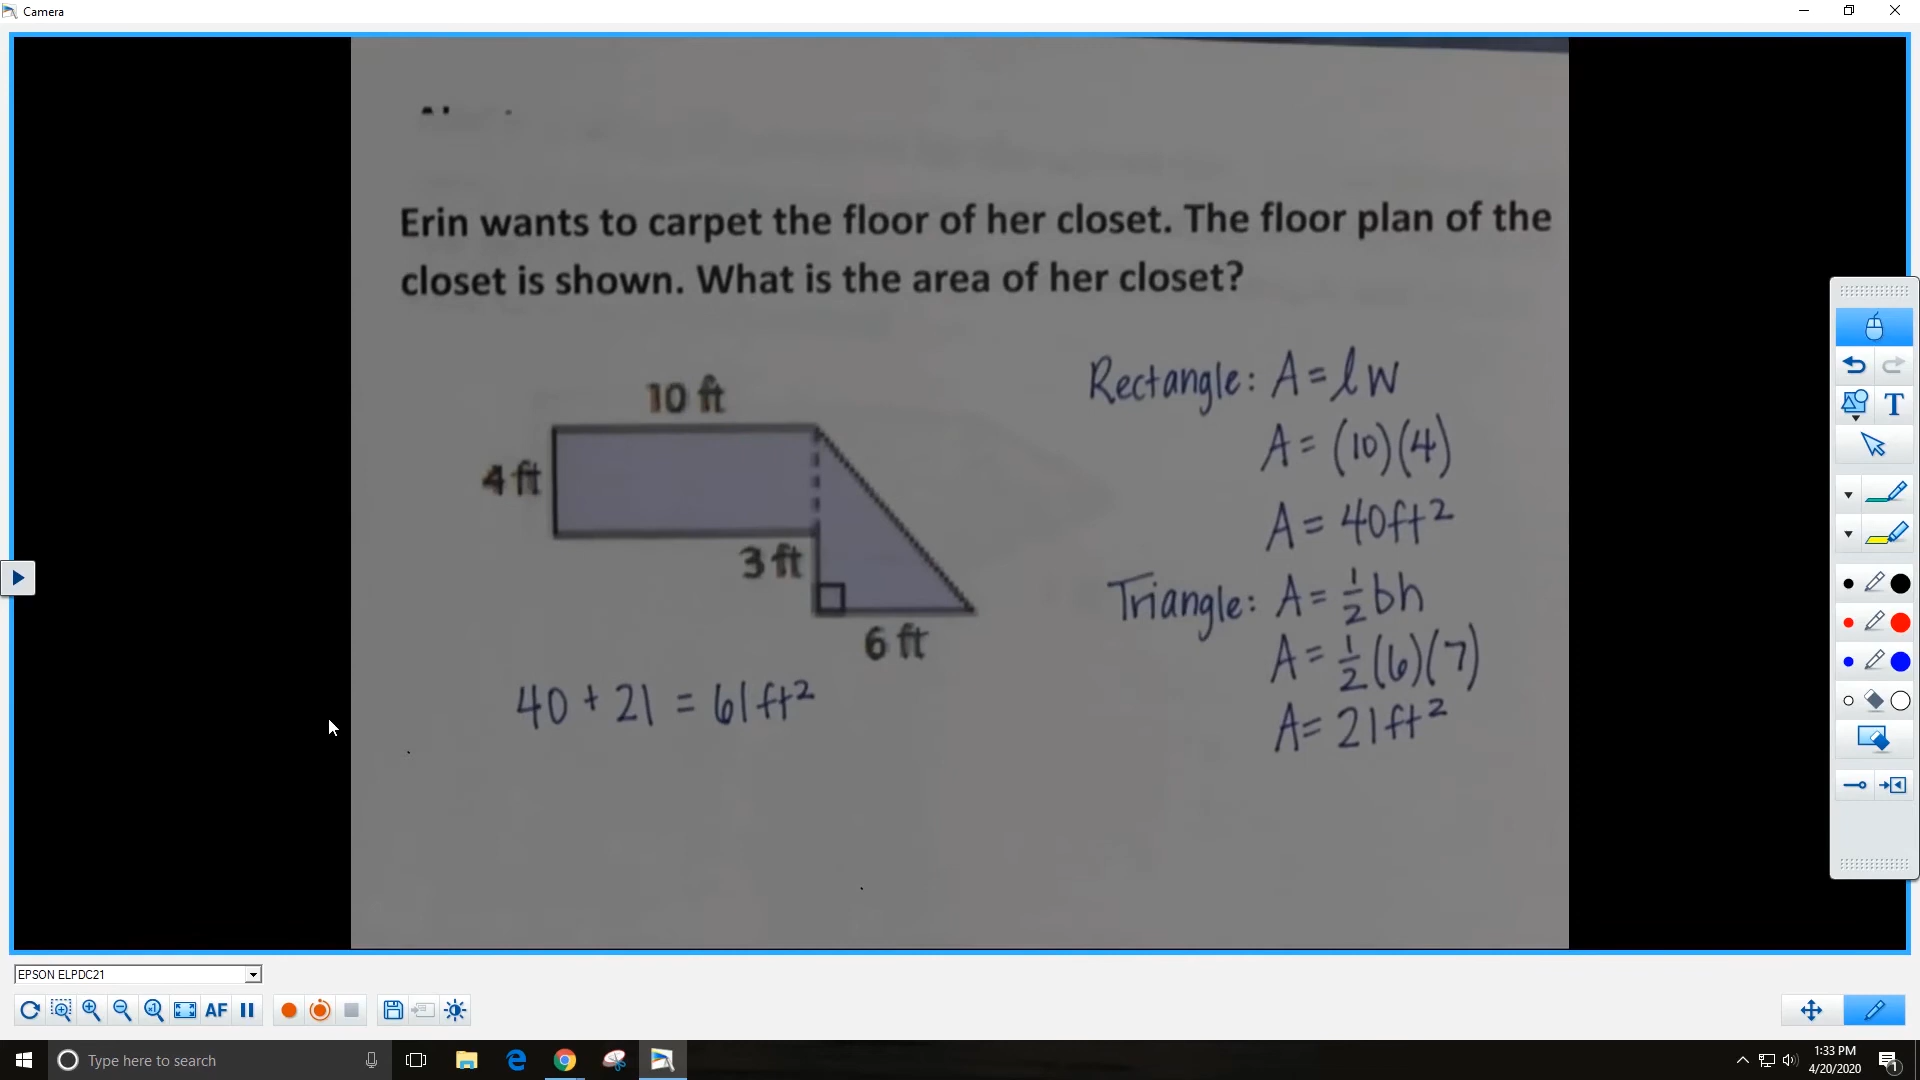 Camera
Erin wants to carpet the floor of her closet. The floor plan of the
closet is shown. What is the area of her closet?
10 ft
4 ft
3 ft
6 ft
40 + 21 = 61ft²
Rectangle: A = lw
A = (10)(4)
A = 40ft²
Triangle: A = ½bh
A = ½(6)(7)
A = 21ft²
T
EPSON ELPDC21
AF
Type here to search
1:33 PM
4/20/2020
1